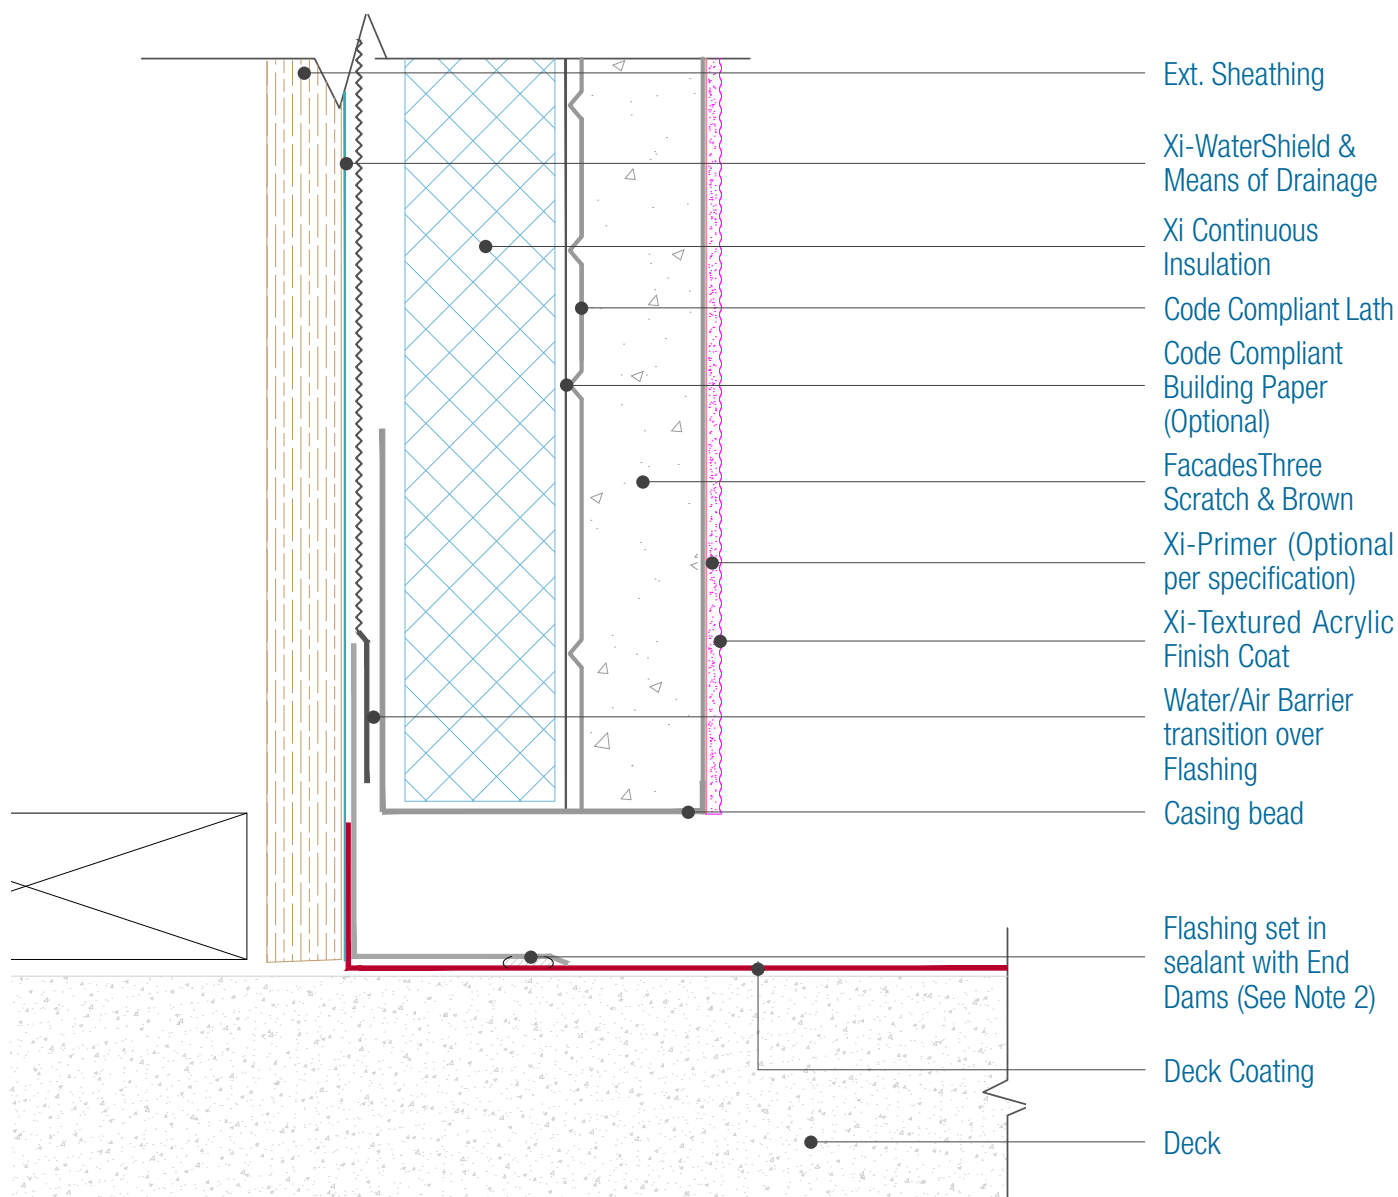 Ext. Sheathing
Xi-WaterShield &
Means of Drainage
Xi Continuous
Insulation
Code Compliant Lath
Code Compliant
Building Paper
(Optional)
FacadesThree
Scratch & Brown
Xi-Primer (Optional
per specification)
Xi-Textured Acrylic
Finish Coat
Water/Air Barrier
transition over
Flashing
Casing bead
Flashing set in
sealant with End
Dams (See Note 2)
Deck Coating
Deck